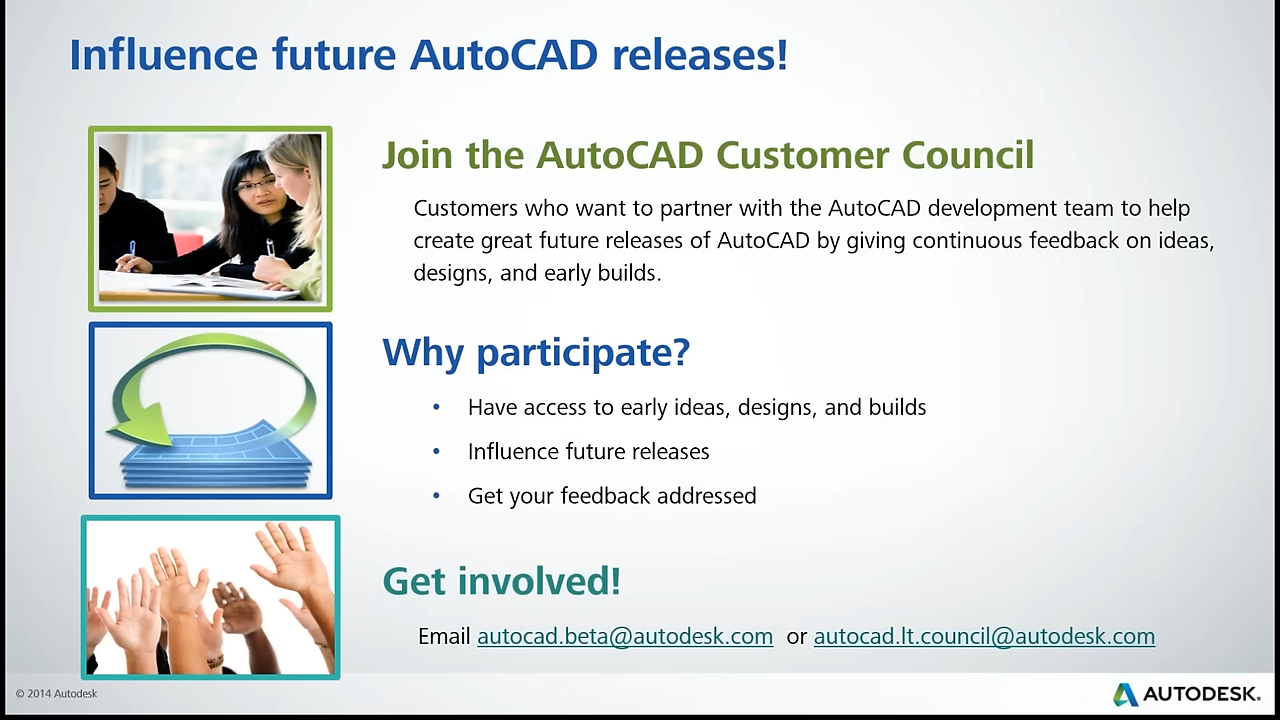 Influence future AutoCAD releases!
Join the AutoCAD Customer Council
Customers who want to partner with the AutoCAD development team to help
create great future releases of AutoCAD by giving continuous feedback on ideas,
designs, and early builds.
Why participate?
• Have access to early ideas, designs, and builds
• Influence future releases
• Get your feedback addressed
Get involved!
Email autocad.beta@autodesk.com or autocad.lt.council@autodesk.com
© 2014 Autodesk
AUTODESK.